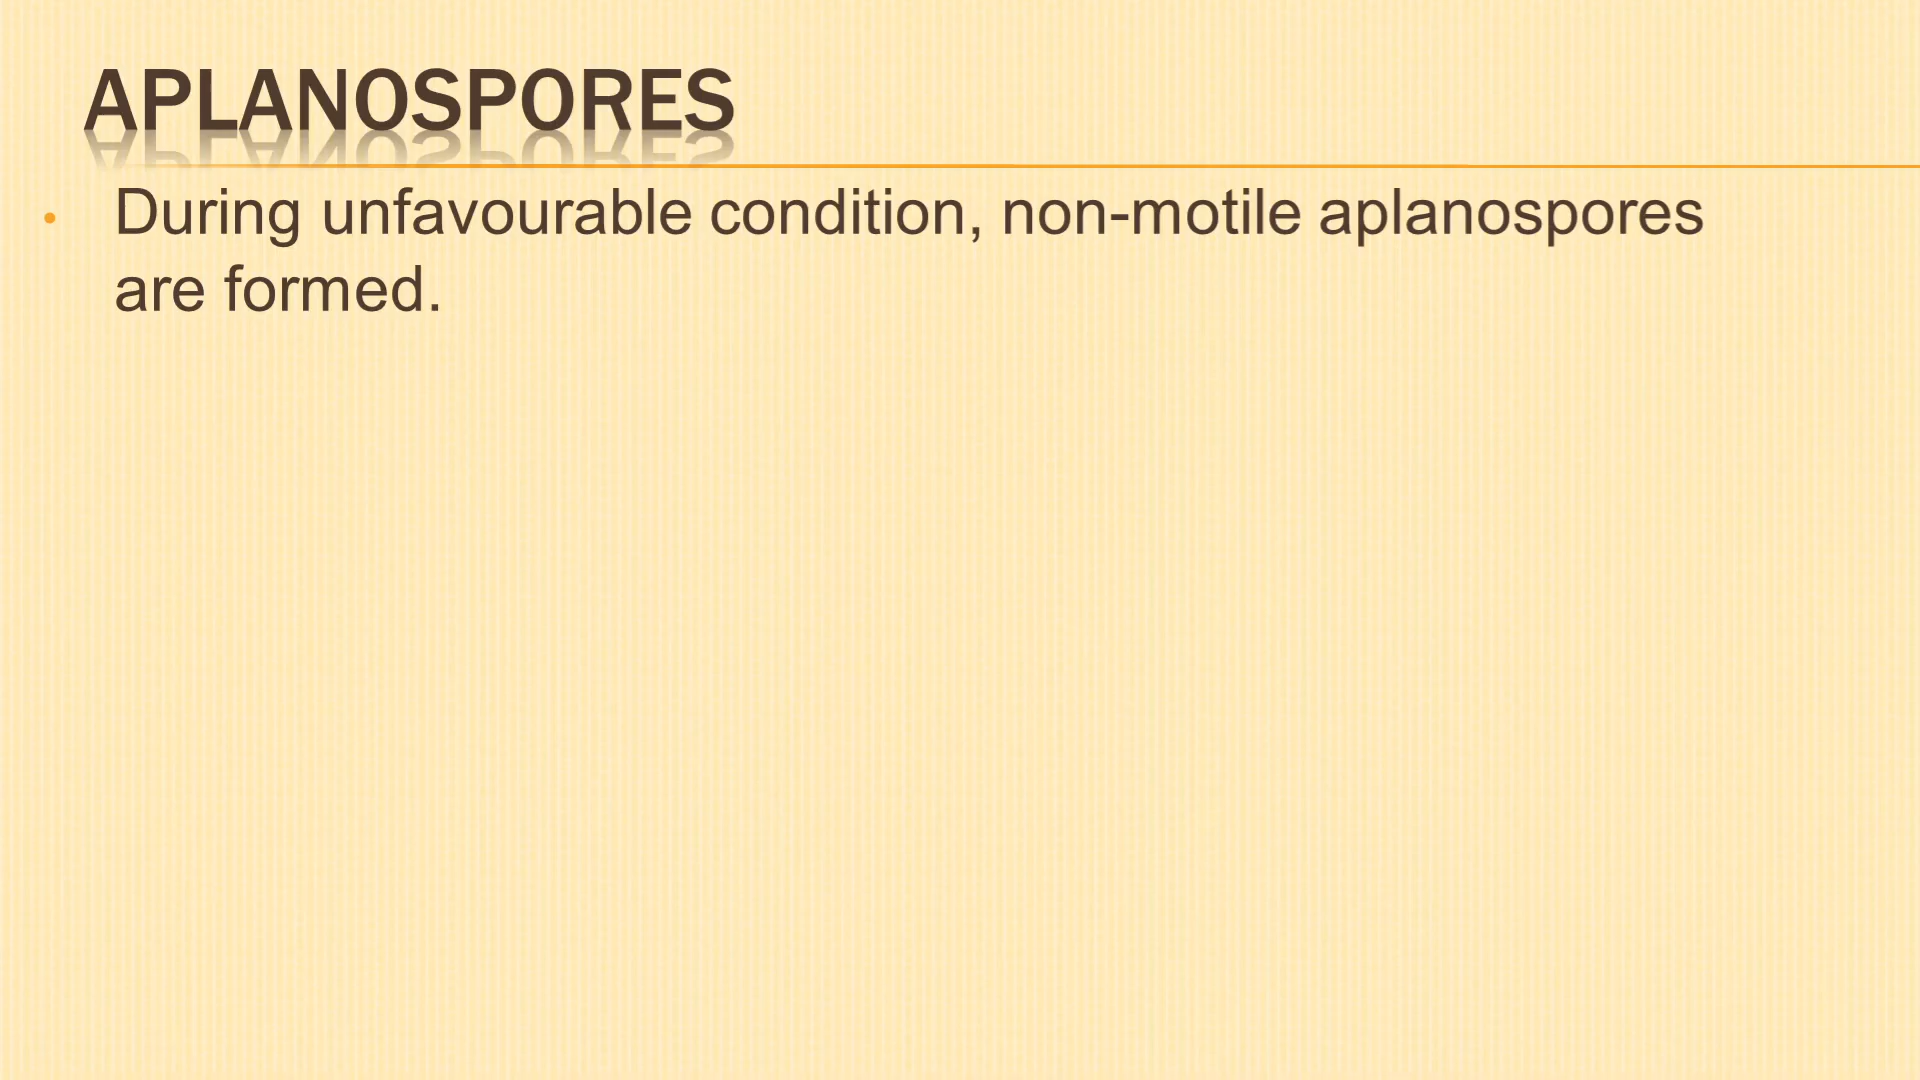 APLANOSPORES
• During unfavourable condition, non-motile aplanospores
are formed.